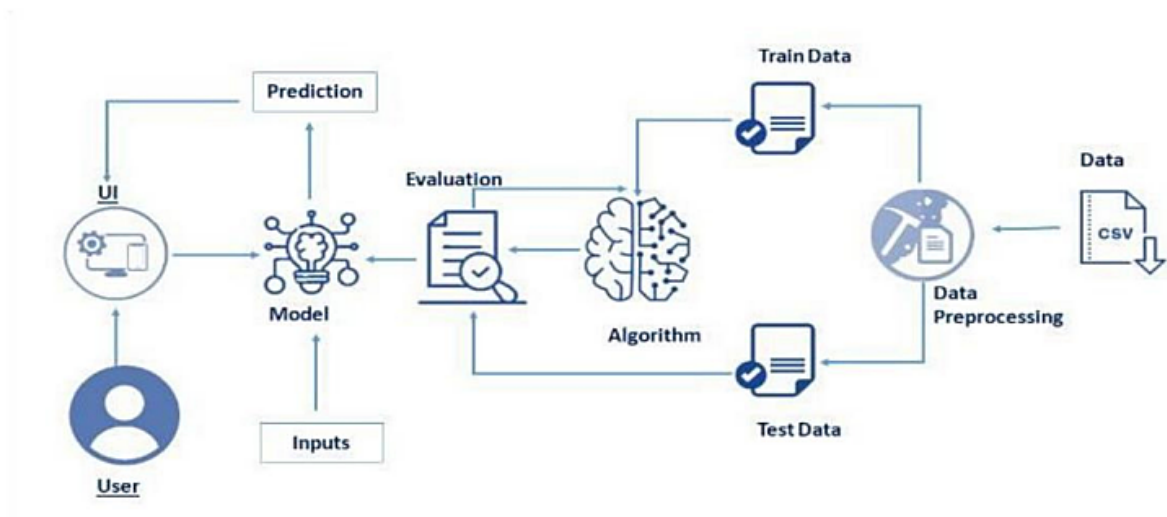 Train Data
Prediction
Data
Evaluation
UI
CSV
Model
Data
Preprocessing
Algorithm
Inputs
Test Data
User